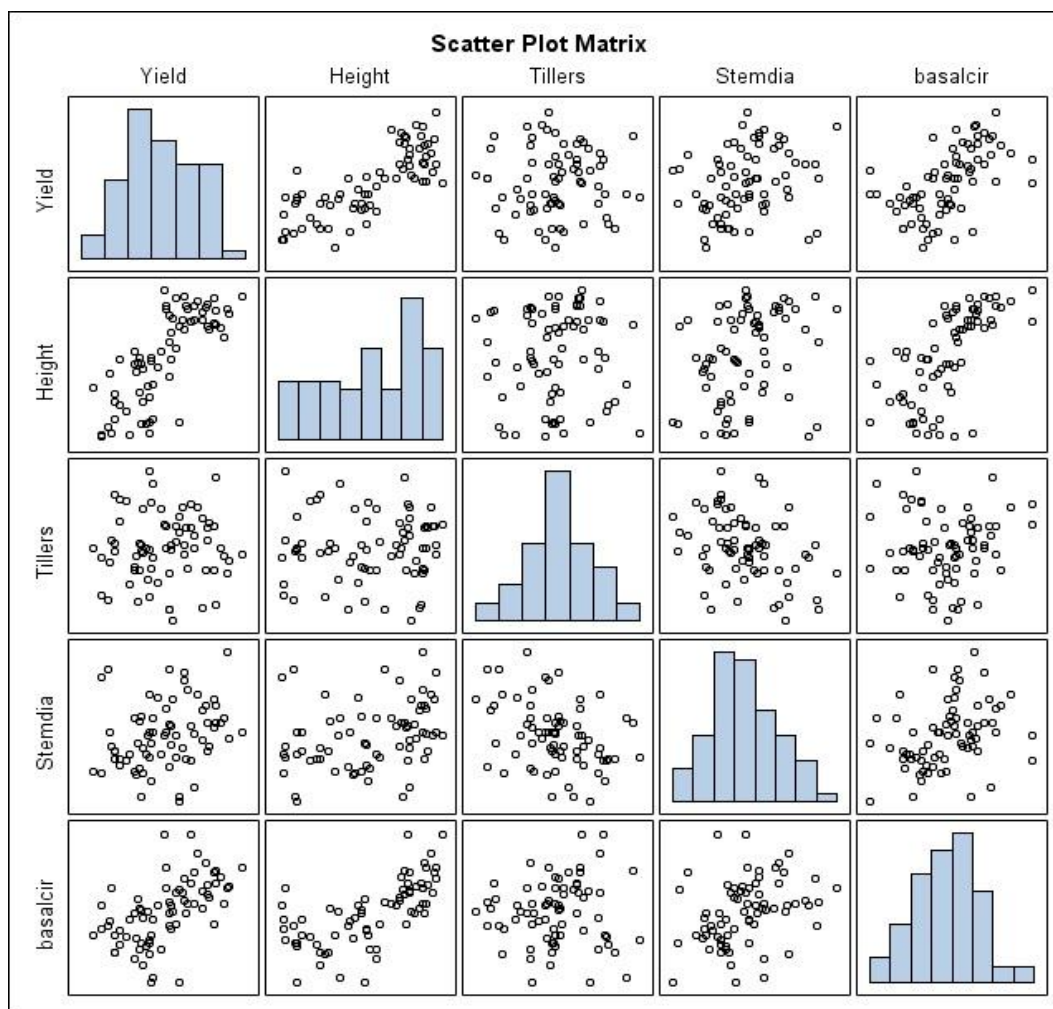 Scatter Plot Matrix
Yield Height Tillers Stemdia basalcir
Yield
Height
Tillers
Stemdia
basalcir